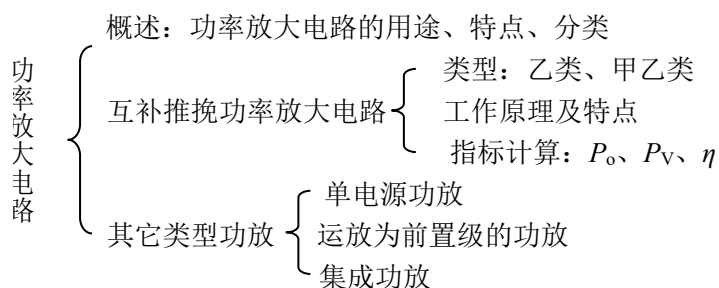 功率放大电路
概述：功率放大电路的用途、特点、分类
互补推挽功率放大电路
类型：乙类、甲乙类
工作原理及特点
指标计算：Po、PV、η
其它类型功放
单电源功放
运放为前置级的功放
集成功放